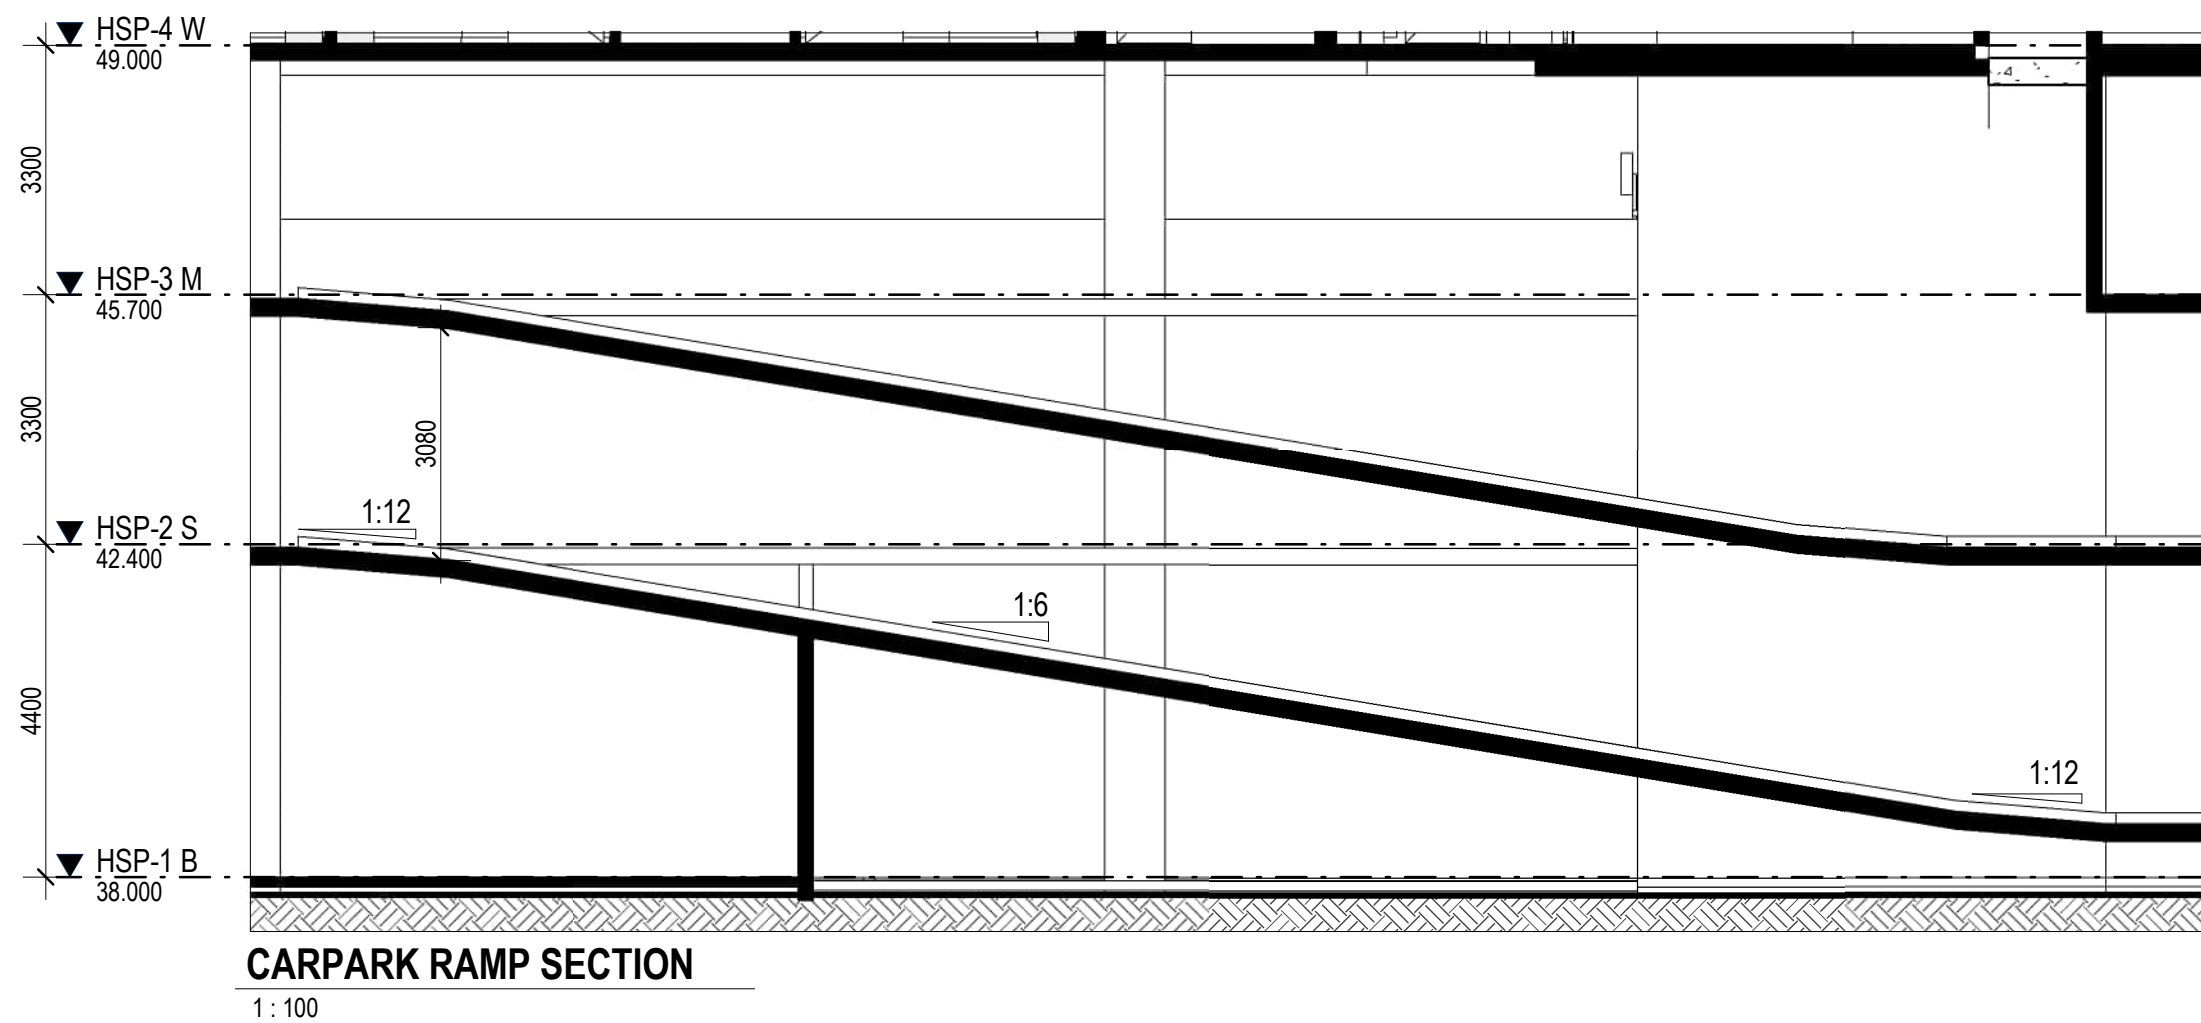 HSP-4 W
49.000
3300
HSP-3 M
45.700
3300
3080
1:12
HSP-2 S
42.400
1:6
4400
1:12
HSP-1 B
38.000
CARPARK RAMP SECTION
1 : 100